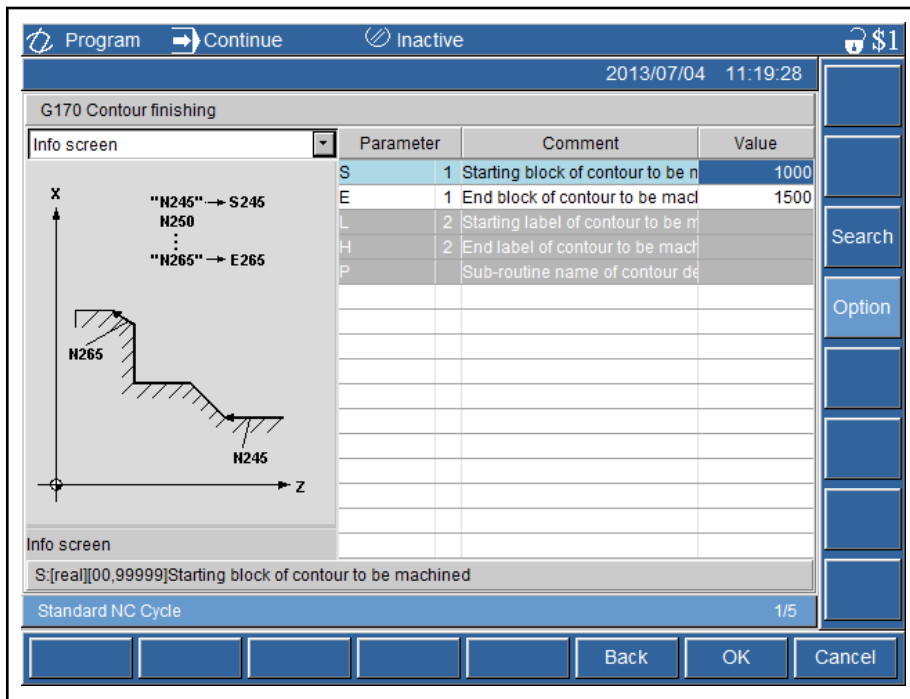 Program Continue Inactive $1
2013/07/04 11:19:28
G170 Contour finishing
Info screen
Parameter Comment Value
S 1 Starting block of contour to be n 1000
E 1 End block of contour to be macl 1500
L 2 Starting label of contour to be m
H 2 End label of contour to be mach
P Sub-routine name of contour de
X
"N245" → S245
N250
⋮
"N265" → E265
N265
N245
Z
Info screen
S:[real][00,99999]Starting block of contour to be machined
Standard NC Cycle 1/5
Search
Option
Back OK Cancel